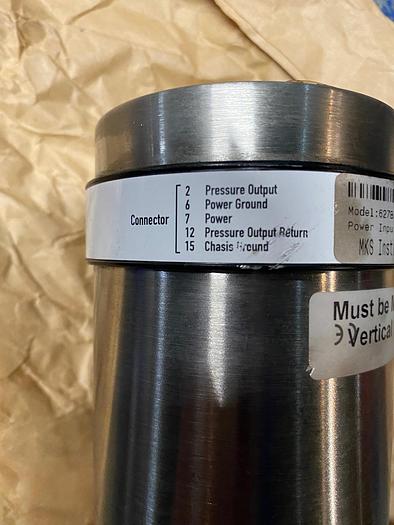 Connector
2 Pressure Output
6 Power Ground
7 Power
12 Pressure Output Return
15 Chasis Ground
Model:627B
Power Inpu
MKS Inst
Must be M
Vertical